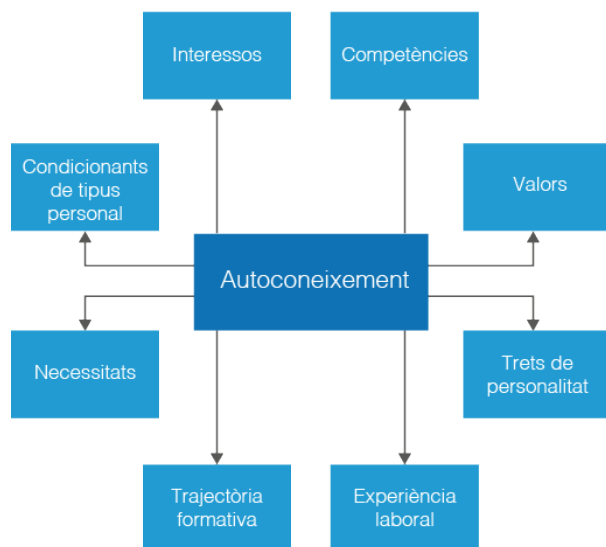 Interessos
Competències
Condicionants
de tipus
personal
Valors
Autoconeixement
Necessitats
Trets de
personalitat
Trajectòria
formativa
Experiència
laboral